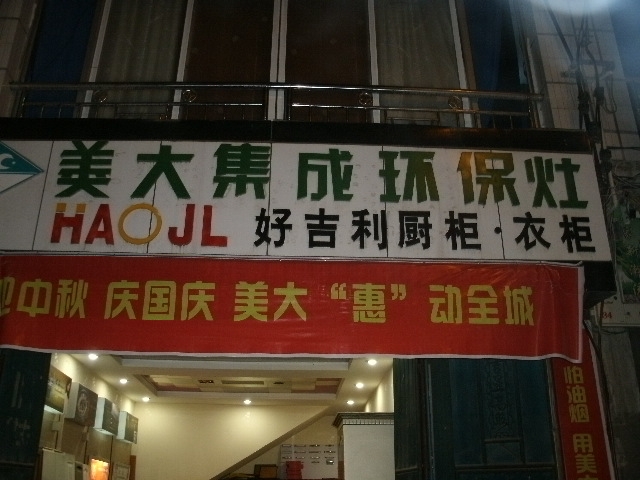 美大集成环保灶
HAOJL 好吉利厨柜·衣柜
迎中秋 庆国庆 美大“惠”动全城
怕油烟 用美